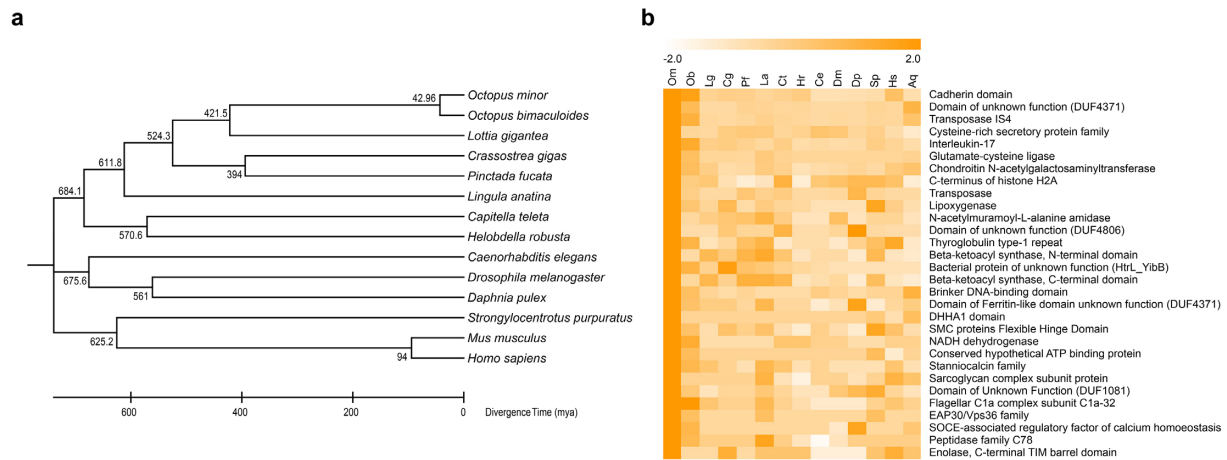 a
b
-2.0
2.0
Om Ob Lg Cg Pf La Ct Hr Ce Dm Dp Sp Hs Aq
42.96
Octopus minor
Octopus bimaculoides
421.5
Lottia gigantea
524.3
Crassostrea gigas
394
Pinctada fucata
611.8
Lingula anatina
684.1
Capitella teleta
570.6
Helobdella robusta
Caenorhabditis elegans
675.6
Drosophila melanogaster
561
Daphnia pulex
Strongylocentrotus purpuratus
625.2
Mus musculus
94
Homo sapiens
600 400 200 0 Divergence Time (mya)
Cadherin domain
Domain of unknown function (DUF4371)
Transposase IS4
Cysteine-rich secretory protein family
Interleukin-17
Glutamate-cysteine ligase
Chondroitin N-acetylgalactosaminyltransferase
C-terminus of histone H2A
Transposase
Lipoxygenase
N-acetylmuramoyl-L-alanine amidase
Domain of unknown function (DUF4806)
Thyroglobulin type-1 repeat
Beta-ketoacyl synthase, N-terminal domain
Bacterial protein of unknown function (HtrL_YibB)
Beta-ketoacyl synthase, C-terminal domain
Brinker DNA-binding domain
Domain of Ferritin-like domain unknown function (DUF4371)
DHHA1 domain
SMC proteins Flexible Hinge Domain
NADH dehydrogenase
Conserved hypothetical ATP binding protein
Stanniocalcin family
Sarcoglycan complex subunit protein
Domain of Unknown Function (DUF1081)
Flagellar C1a complex subunit C1a-32
EAP30/Vps36 family
SOCE-associated regulatory factor of calcium homoeostasis
Peptidase family C78
Enolase, C-terminal TIM barrel domain